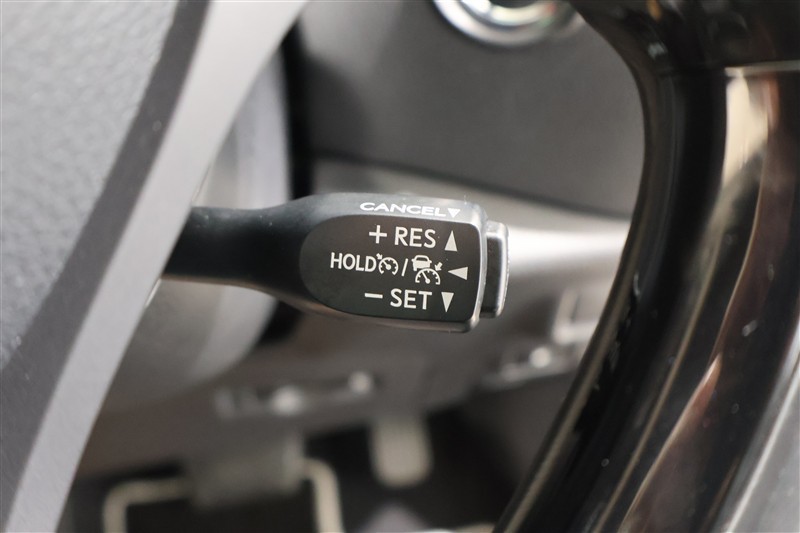 CANCEL▼
+ RES ▲
HOLD / ◀
− SET ▼